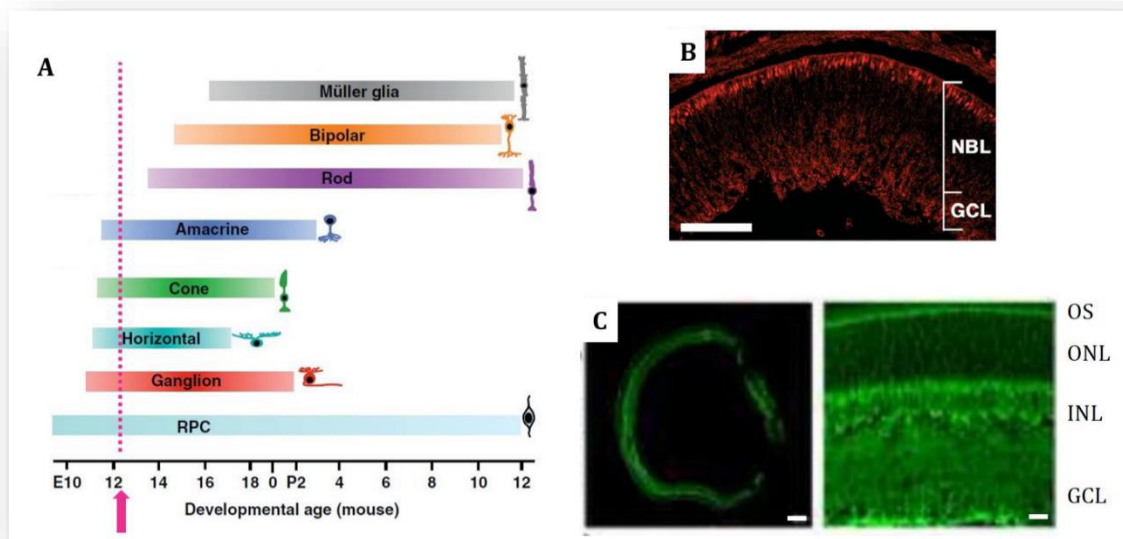 A
Müller glia
Bipolar
Rod
Amacrine
Cone
Horizontal
Ganglion
RPC
E10 12 14 16 18 0 P2 4 6 8 10 12
Developmental age (mouse)
B
NBL
GCL
C
OS
ONL
INL
GCL